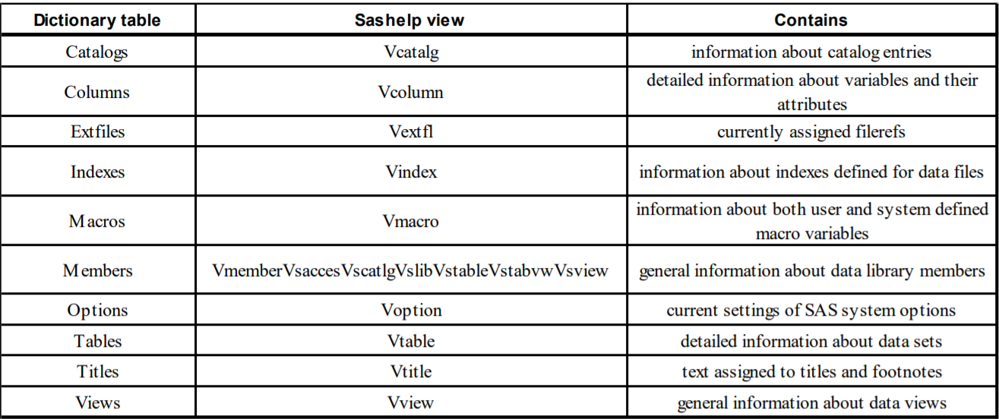 Dictionary table Sashelp view Contains
Catalogs Vcatalg information about catalog entries
Columns Vcolumn detailed information about variables and their
attributes
Extfiles Vextfl currently assigned filerefs
Indexes Vindex information about indexes defined for data files
Macros Vmacro information about both user and system defined
macro variables
Members VmemberVsaccesVscatlgVslibVstableVstabvwVsview general information about data library members
Options Voption current settings of SAS system options
Tables Vtable detailed information about data sets
Titles Vtitle text assigned to titles and footnotes
Views Vview general information about data views